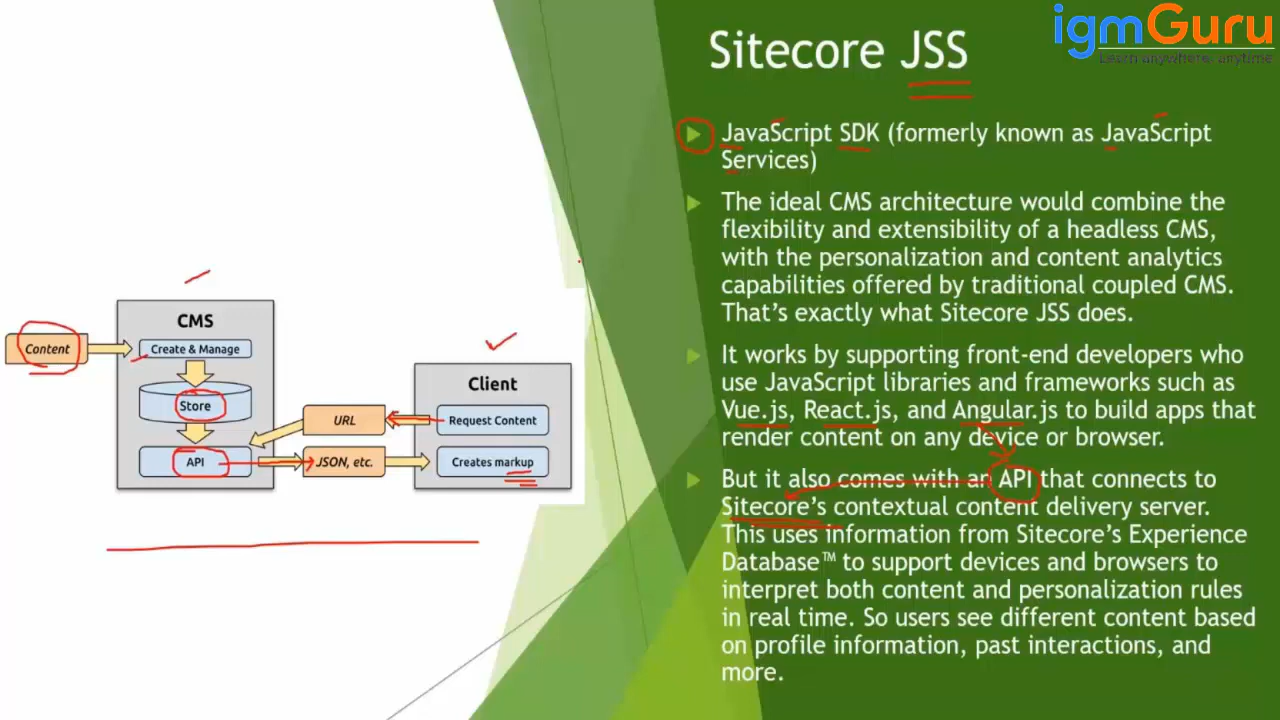 igmGuru
Learn anywhere, anytime
Sitecore JSS
JavaScript SDK (formerly known as JavaScript
Services)
The ideal CMS architecture would combine the
flexibility and extensibility of a headless CMS,
with the personalization and content analytics
capabilities offered by traditional coupled CMS.
That's exactly what Sitecore JSS does.
It works by supporting front-end developers who
use JavaScript libraries and frameworks such as
Vue.js, React.js, and Angular.js to build apps that
render content on any device or browser.
But it also comes with an API that connects to
Sitecore's contextual content delivery server.
This uses information from Sitecore's Experience
Database™ to support devices and browsers to
interpret both content and personalization rules
in real time. So users see different content based
on profile information, past interactions, and
more.
CMS
Content
Create & Manage
Store
API
URL
JSON, etc.
Client
Request Content
Creates markup